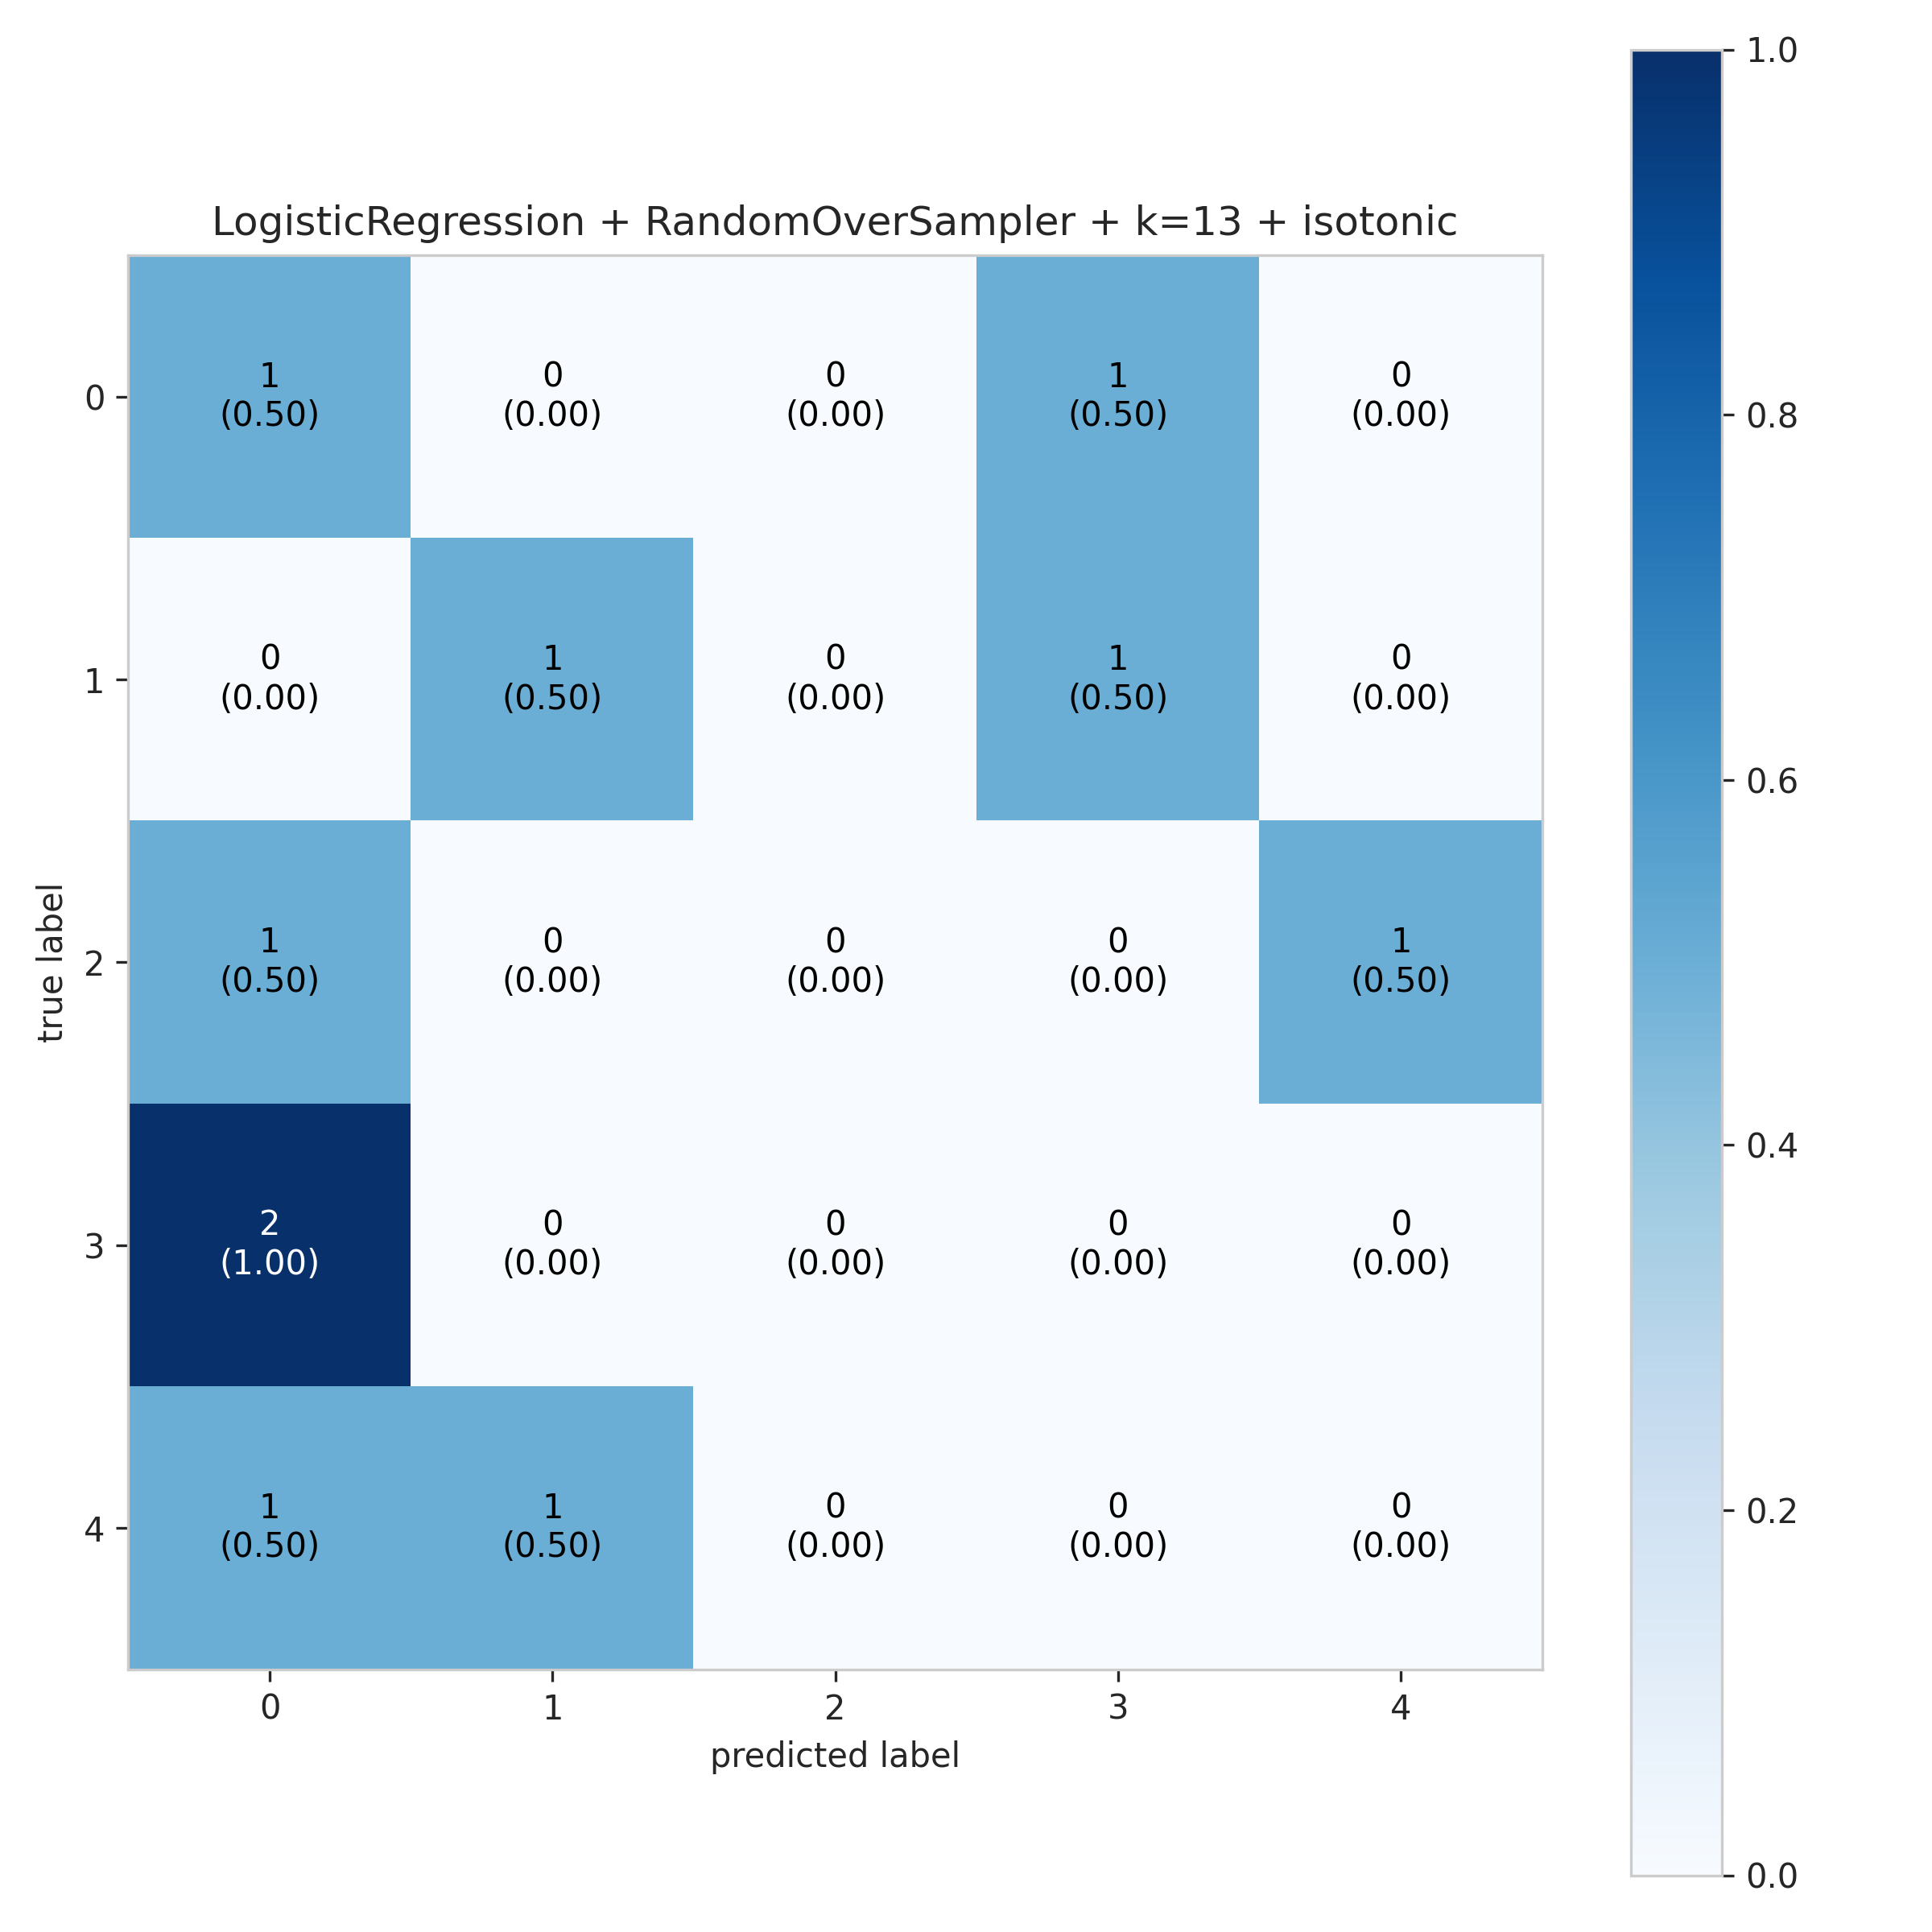 LogisticRegression + RandomOverSampler + k=13 + isotonic
1 0 0 1 0
(0.50) (0.00) (0.00) (0.50) (0.00)
0
0 1 0 1 0
(0.00) (0.50) (0.00) (0.50) (0.00)
1
1 0 0 0 1
(0.50) (0.00) (0.00) (0.00) (0.50)
2
2 0 0 0 0
(1.00) (0.00) (0.00) (0.00) (0.00)
3
1 1 0 0 0
(0.50) (0.50) (0.00) (0.00) (0.00)
4
true label
0 1 2 3 4
predicted label
1.0
0.8
0.6
0.4
0.2
0.0